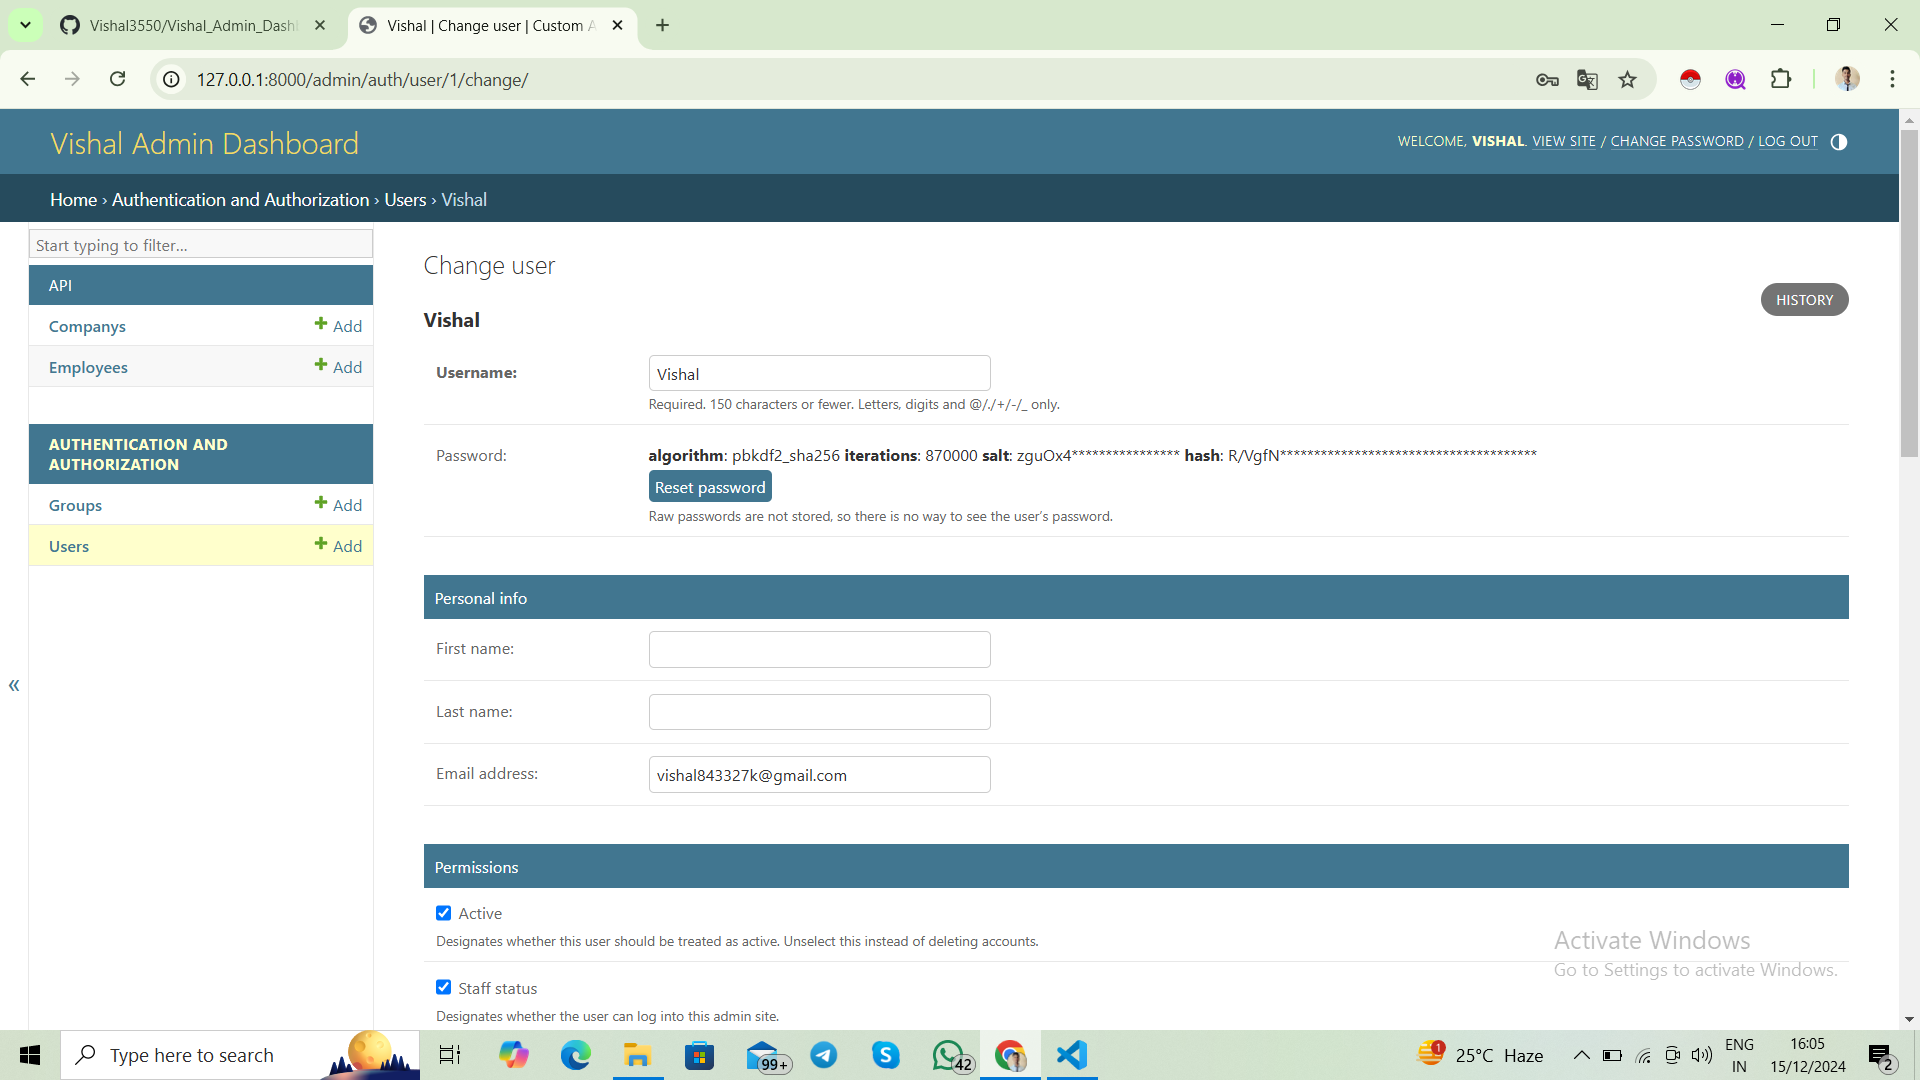 Vishal3550/Vishal_Admin_Dash
Vishal | Change user | Custom A
127.0.0.1:8000/admin/auth/user/1/change/
Vishal Admin Dashboard
WELCOME, VISHAL. VIEW SITE / CHANGE PASSWORD / LOG OUT
Home › Authentication and Authorization › Users › Vishal
Start typing to filter...
API
Companys + Add
Employees + Add
AUTHENTICATION AND
AUTHORIZATION
Groups + Add
Users + Add
«
Change user
HISTORY
Vishal
Username: Vishal
Required. 150 characters or fewer. Letters, digits and @/./+/-/_ only.
Password: algorithm: pbkdf2_sha256 iterations: 870000 salt: zguOx4**************** hash: R/VgfN**************************************
Reset password
Raw passwords are not stored, so there is no way to see the user’s password.
Personal info
First name:
Last name:
Email address: vishal843327k@gmail.com
Permissions
Active
Designates whether this user should be treated as active. Unselect this instead of deleting accounts.
Staff status
Designates whether the user can log into this admin site.
Activate Windows
Go to Settings to activate Windows.
Type here to search
99+
S
42
1
25°C Haze
ENG
IN
16:05
15/12/2024
2